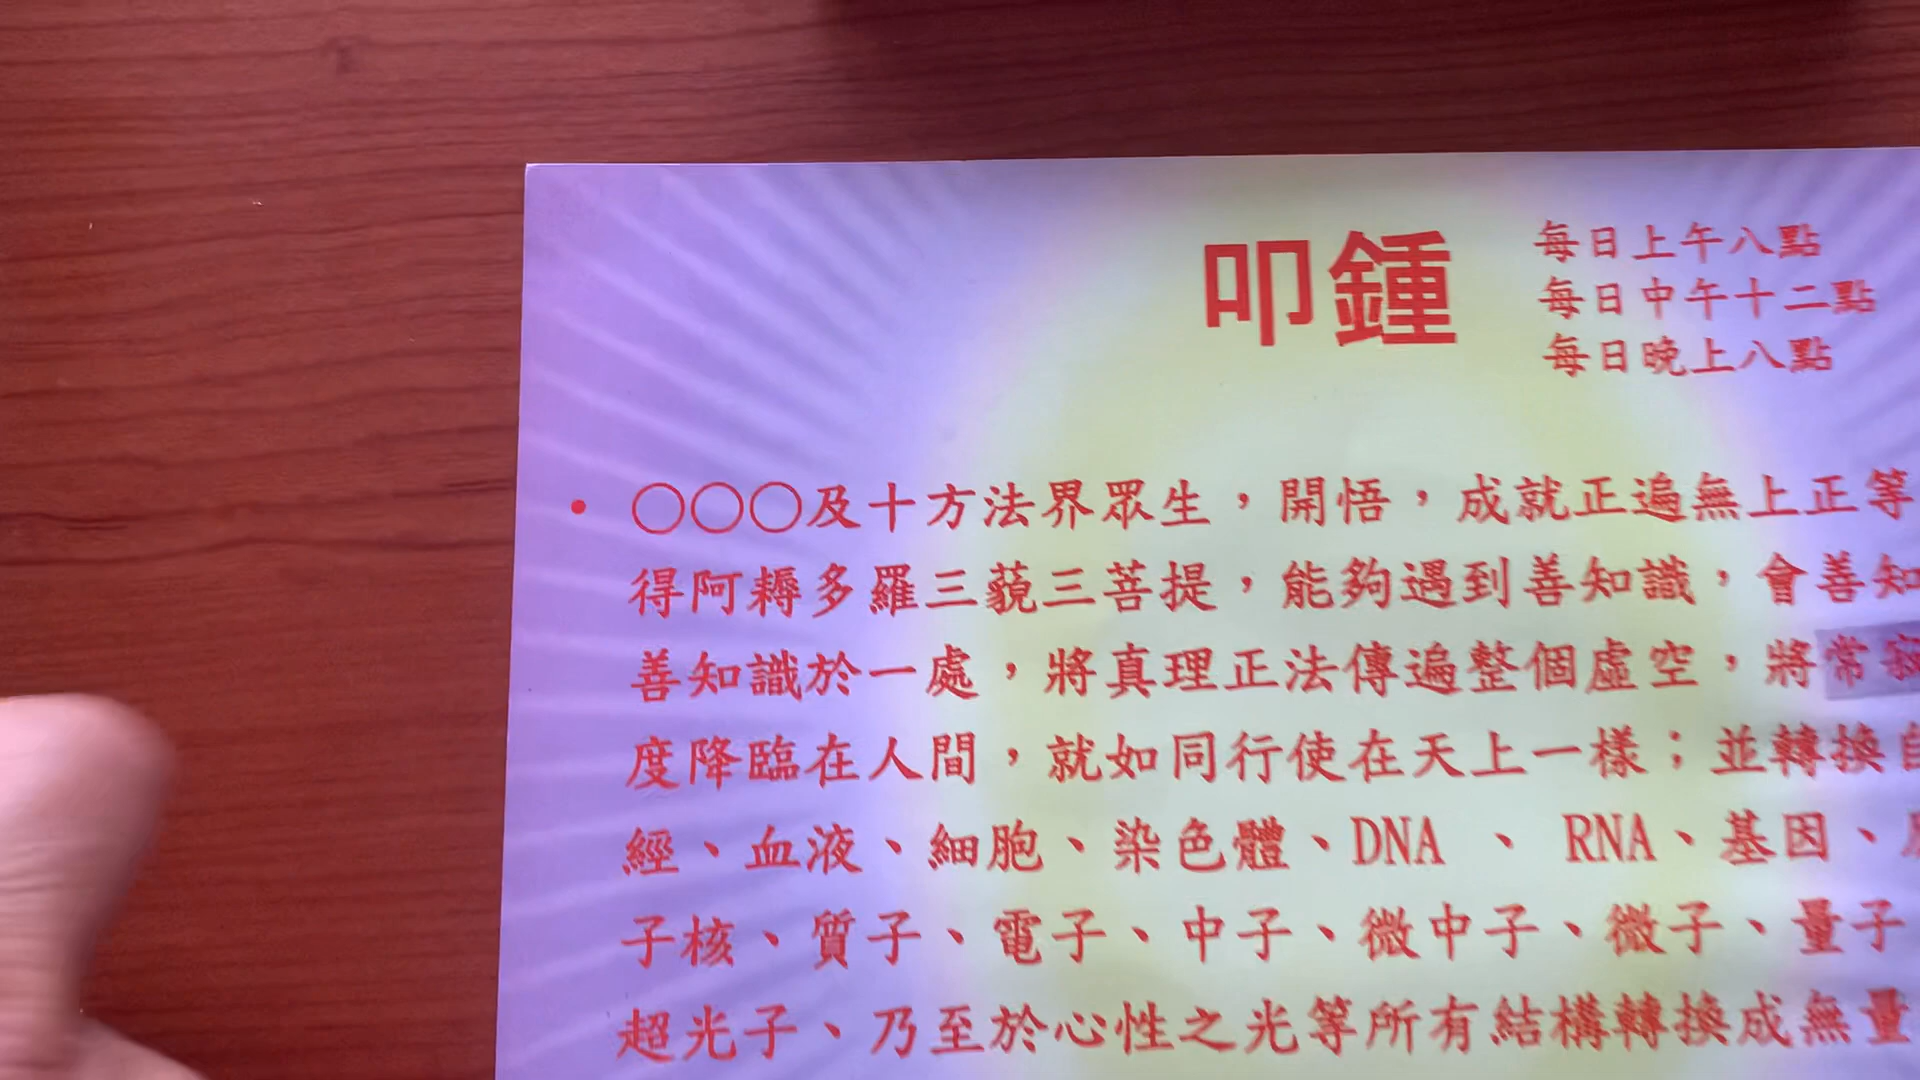 叩鍾
每日上午八點
每日中午十二點
每日晚上八點
• ○○○及十方法界眾生，開悟，成就正遍無上正等
得阿耨多羅三藐三菩提，能夠遇到善知識，會善知
善知識於一處，將真理正法傳遍整個虛空，將常寂
度降臨在人間，就如同行使在天上一樣；並轉換自
經、血液、細胞、染色體、DNA 、 RNA、基因、
子核、質子、電子、中子、微中子、微子、量子
超光子、乃至於心性之光等所有結構轉換成無量